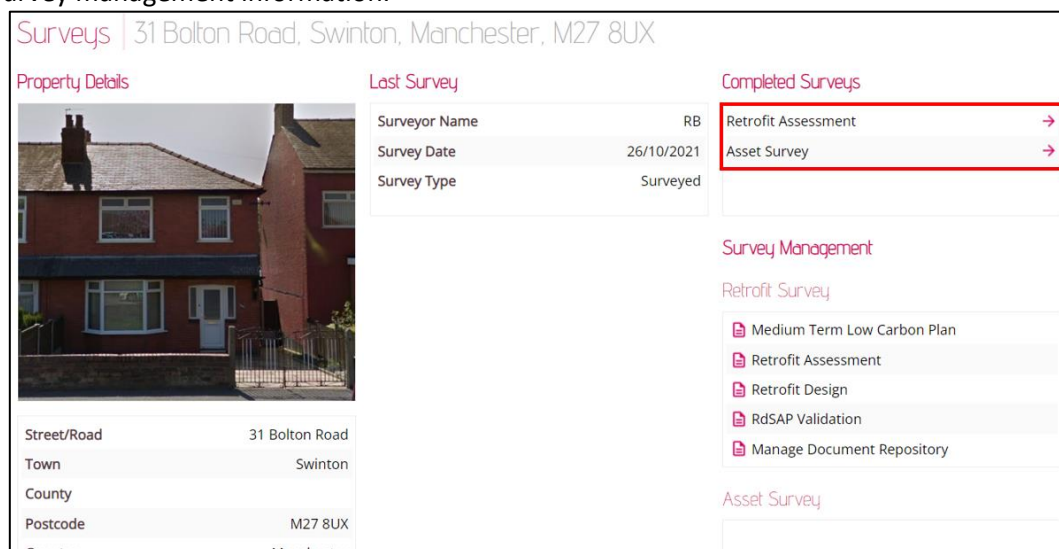 survey management information.
Surveys | 31 Bolton Road, Swinton, Manchester, M27 8UX
Property Details
Last Survey
Surveyor Name RB
Survey Date 26/10/2021
Survey Type Surveyed
Completed Surveys
Retrofit Assessment →
Asset Survey →
Survey Management
Retrofit Survey
Medium Term Low Carbon Plan
Retrofit Assessment
Retrofit Design
RdSAP Validation
Manage Document Repository
Asset Survey
Street/Road 31 Bolton Road
Town Swinton
County
Postcode M27 8UX